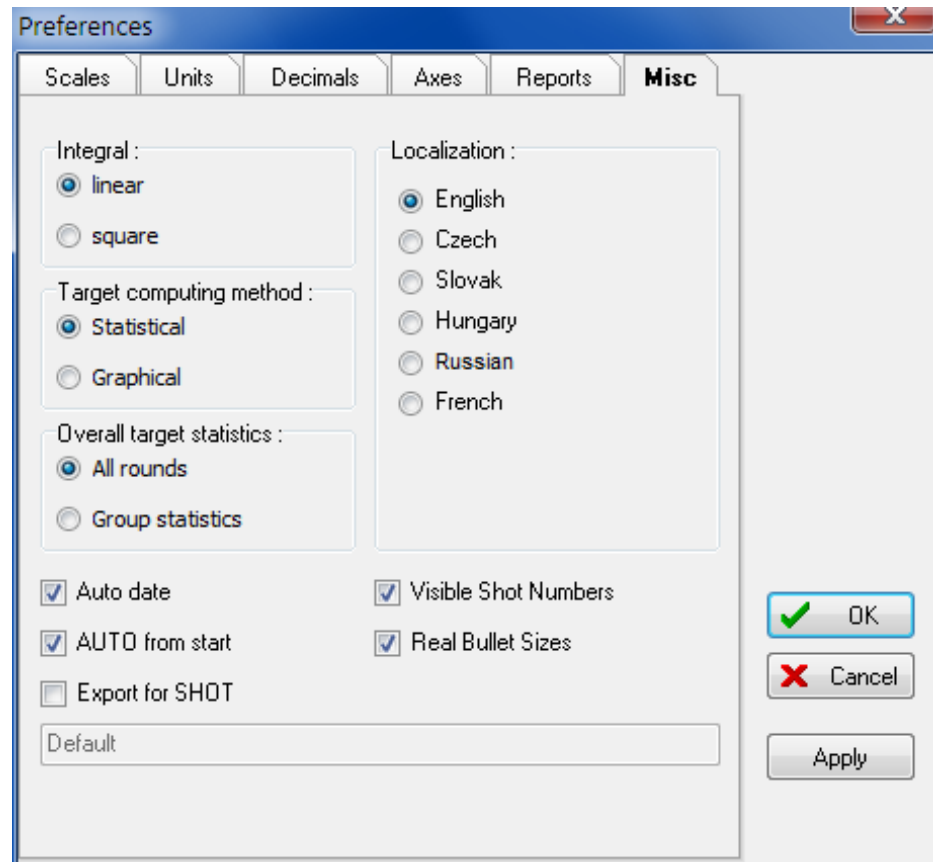 Preferences
Scales Units Decimals Axes Reports Misc
Integral :
linear
square
Target computing method :
Statistical
Graphical
Overall target statistics :
All rounds
Group statistics
Localization :
English
Czech
Slovak
Hungary
Russian
French
Auto date
AUTO from start
Export for SHOT
Visible Shot Numbers
Real Bullet Sizes
Default
OK
Cancel
Apply